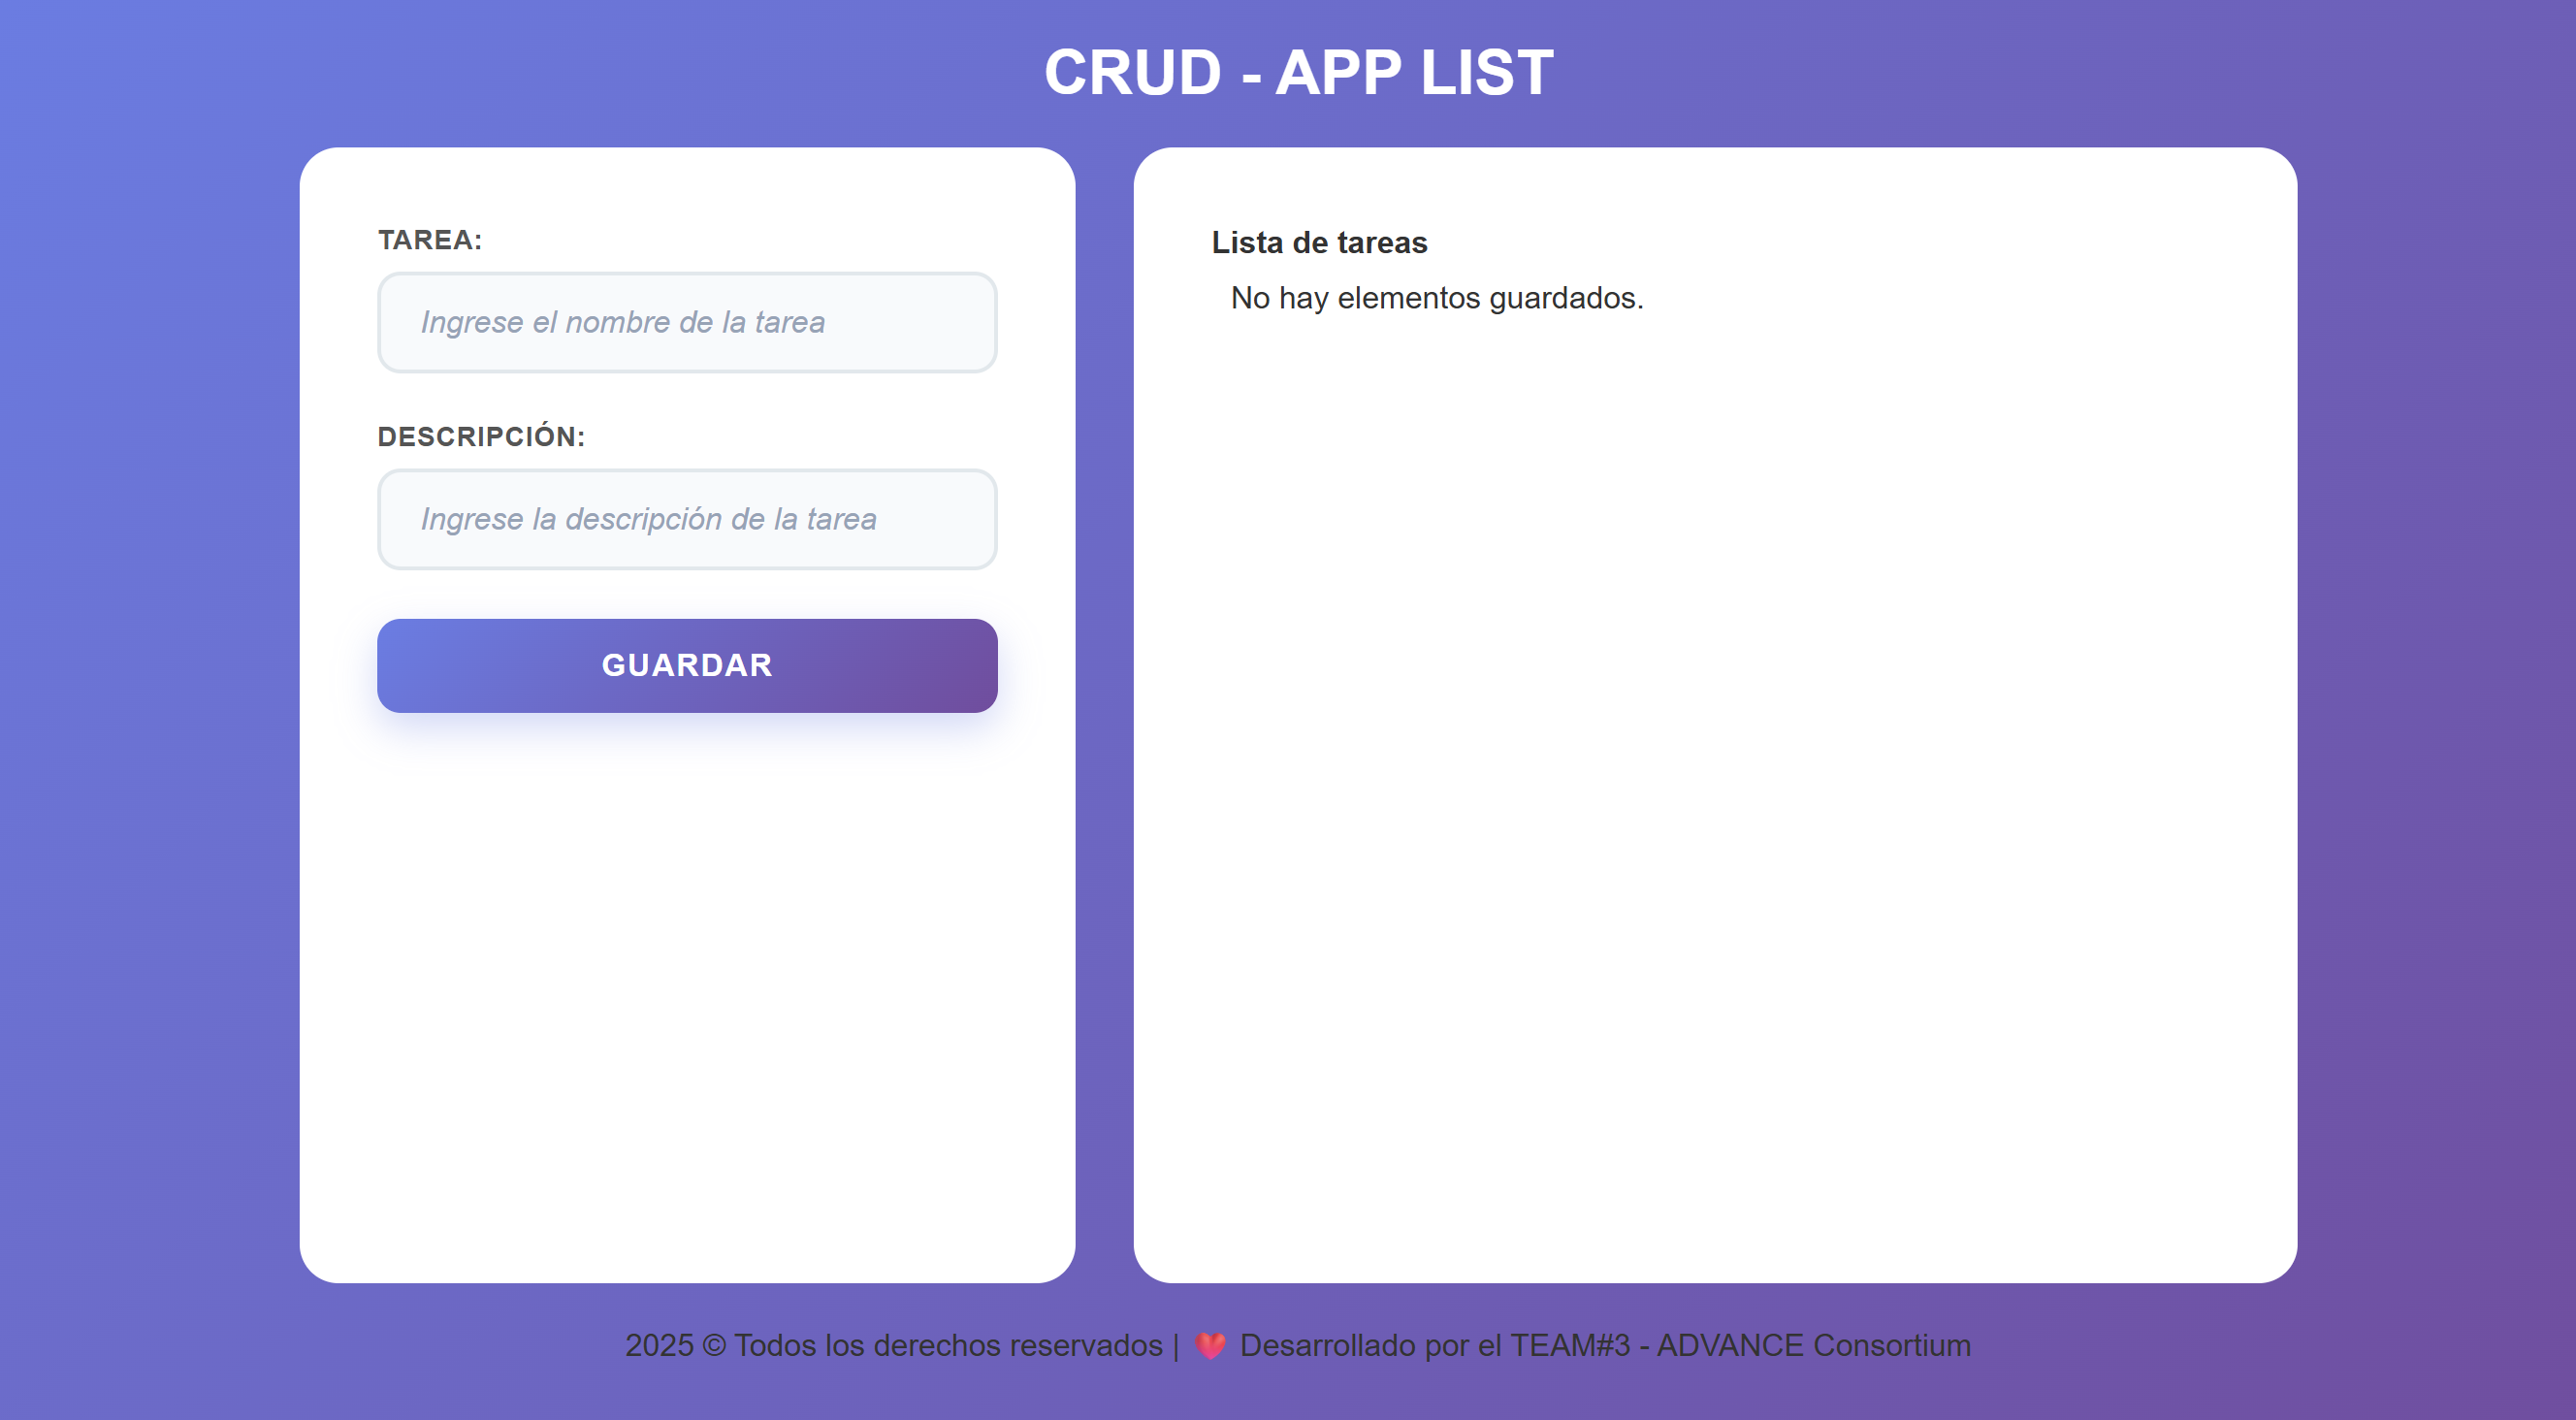 CRUD - APP LIST
TAREA:
Ingrese el nombre de la tarea
DESCRIPCIÓN:
Ingrese la descripción de la tarea
GUARDAR
Lista de tareas
No hay elementos guardados.
2025 © Todos los derechos reservados | 💗 Desarrollado por el TEAM#3 - ADVANCE Consortium